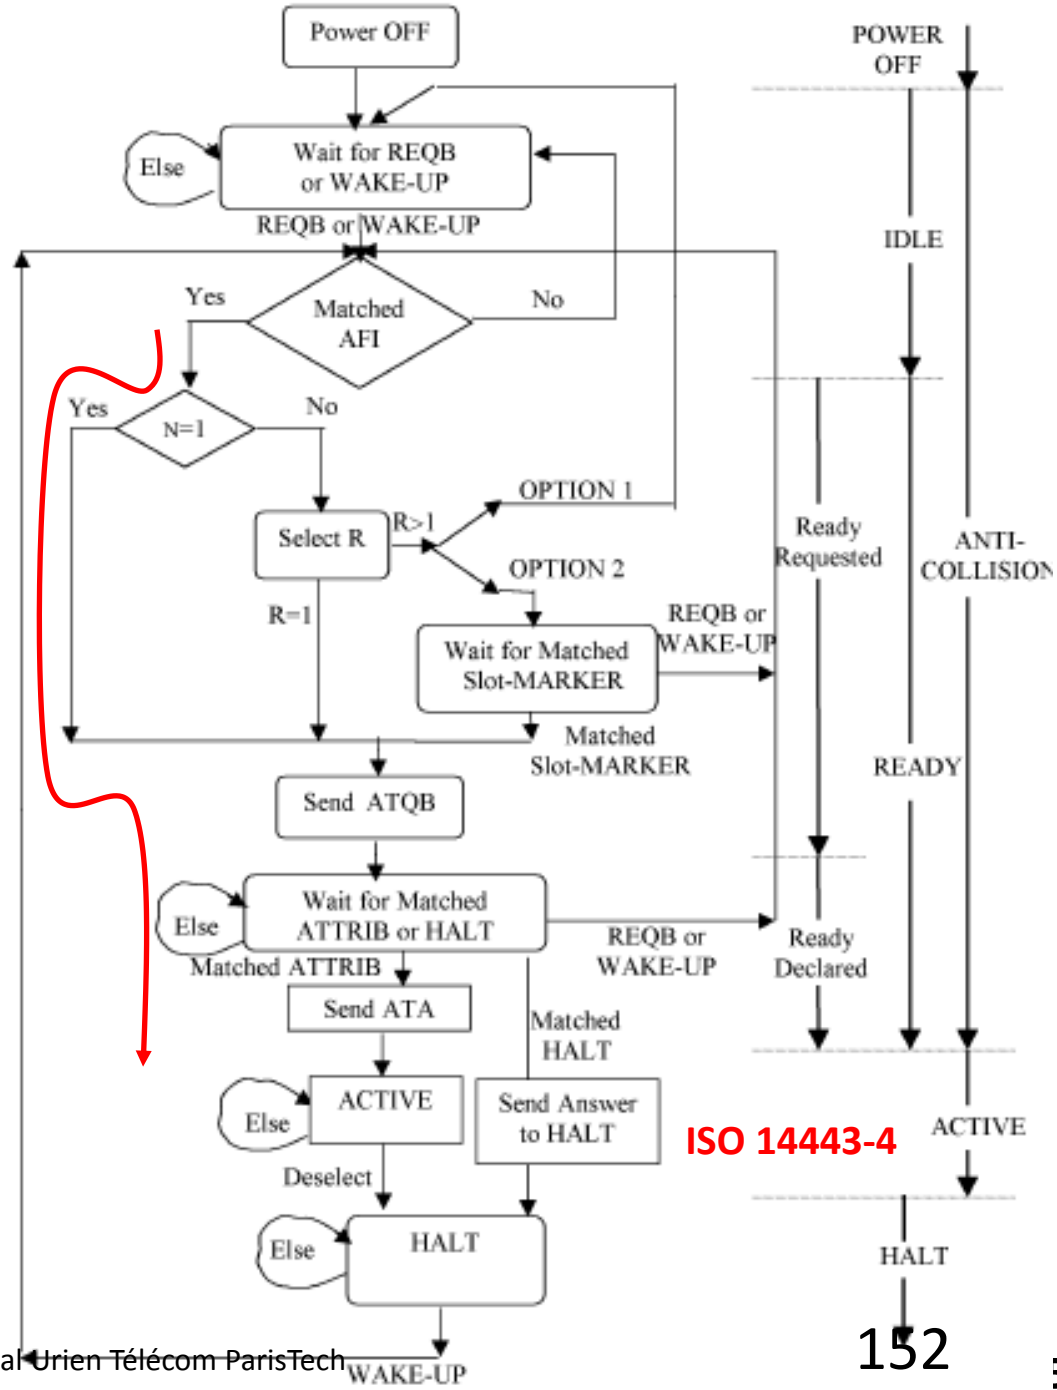 Power OFF
POWER
OFF
Wait for REQB
or WAKE-UP
Else
REQB or WAKE-UP
IDLE
Yes
Matched
AFI
No
Yes
N=1
No
OPTION 1
Select R
R>1
Ready
Requested
ANTI-
COLLISION
OPTION 2
R=1
REQB or
WAKE-UP
Wait for Matched
Slot-MARKER
Matched
Slot-MARKER
READY
Send ATQB
Wait for Matched
ATTRIB or HALT
Else
REQB or
WAKE-UP
Ready
Declared
Matched ATTRIB
Send ATA
Matched
HALT
ACTIVE
Else
Send Answer
to HALT
ISO 14443-4
ACTIVE
Deselect
HALT
Else
HALT
al Urien Télécom ParisTech
WAKE-UP
152